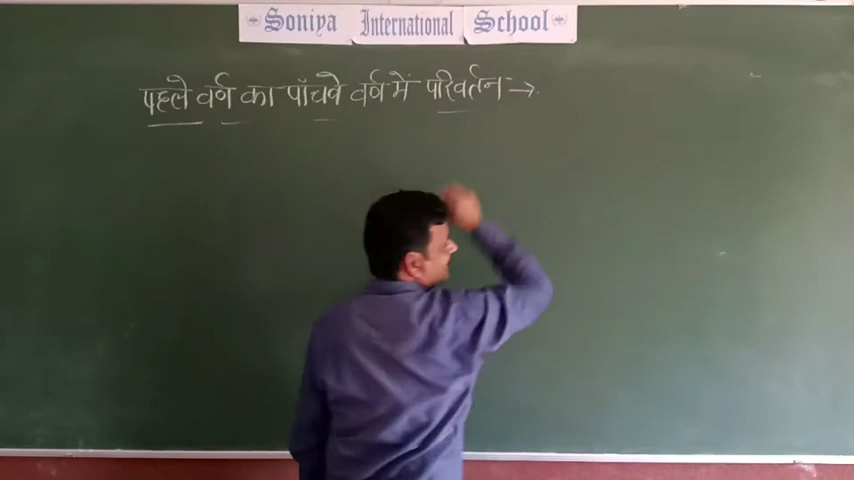 Soniya International School
पहले वर्ण का पाँचवे वर्ण में परिवर्तन →